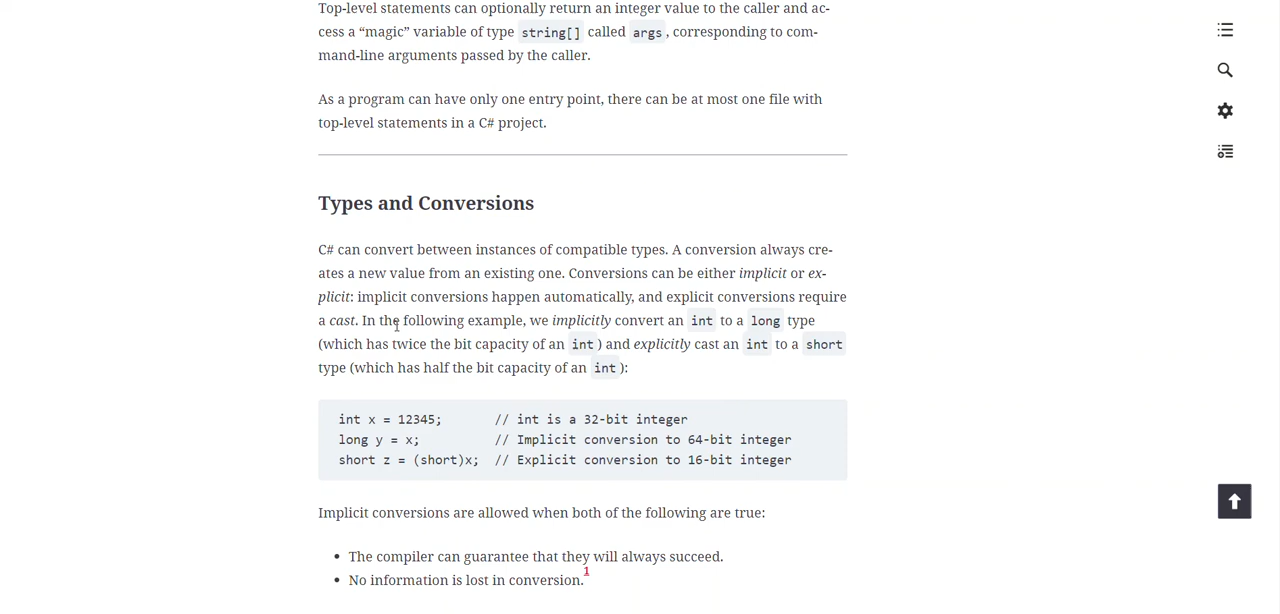 Top-level statements can optionally return an integer value to the caller and ac-
cess a “magic” variable of type string[] called args, corresponding to com-
mand-line arguments passed by the caller.
As a program can have only one entry point, there can be at most one file with
top-level statements in a C# project.
Types and Conversions
C# can convert between instances of compatible types. A conversion always cre-
ates a new value from an existing one. Conversions can be either implicit or ex-
plicit: implicit conversions happen automatically, and explicit conversions require
a cast. In the following example, we implicitly convert an int to a long type
(which has twice the bit capacity of an int) and explicitly cast an int to a short
type (which has half the bit capacity of an int):
int x = 12345;       // int is a 32-bit integer
long y = x;          // Implicit conversion to 64-bit integer
short z = (short)x;  // Explicit conversion to 16-bit integer
Implicit conversions are allowed when both of the following are true:
• The compiler can guarantee that they will always succeed.
• No information is lost in conversion.1